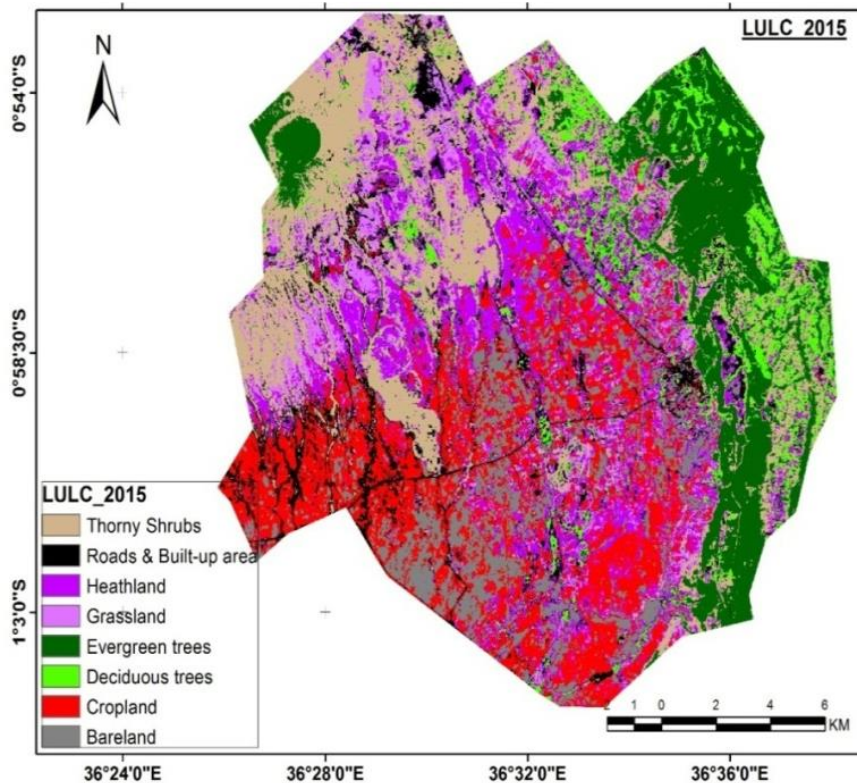 LULC_2015
N
0°54'0"S
0°58'30"S
1°3'0"S
LULC_2015
Thorny Shrubs
Roads & Built-up area
Heathland
Grassland
Evergreen trees
Deciduous trees
Cropland
Bareland
2 1 0 2 4 6
KM
36°24'0"E 36°28'0"E 36°32'0"E 36°36'0"E